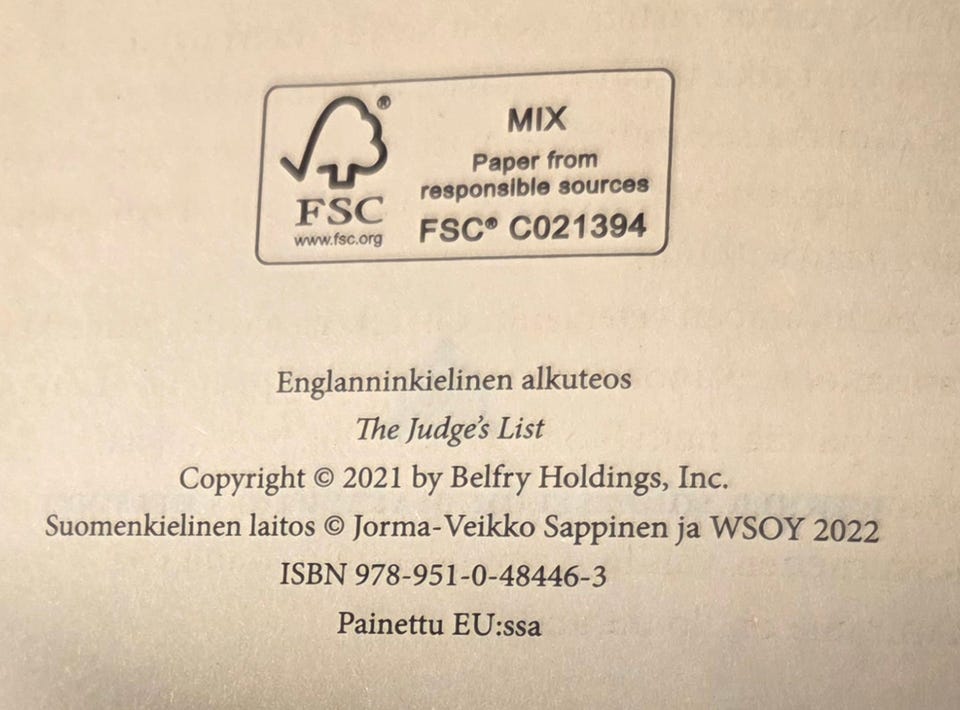 MIX
Paper from
responsible sources
FSC® C021394
®
FSC
www.fsc.org
Englanninkielinen alkuteos
The Judge's List
Copyright © 2021 by Belfry Holdings, Inc.
Suomenkielinen laitos © Jorma-Veikko Sappinen ja WSOY 2022
ISBN 978-951-0-48446-3
Painettu EU:ssa